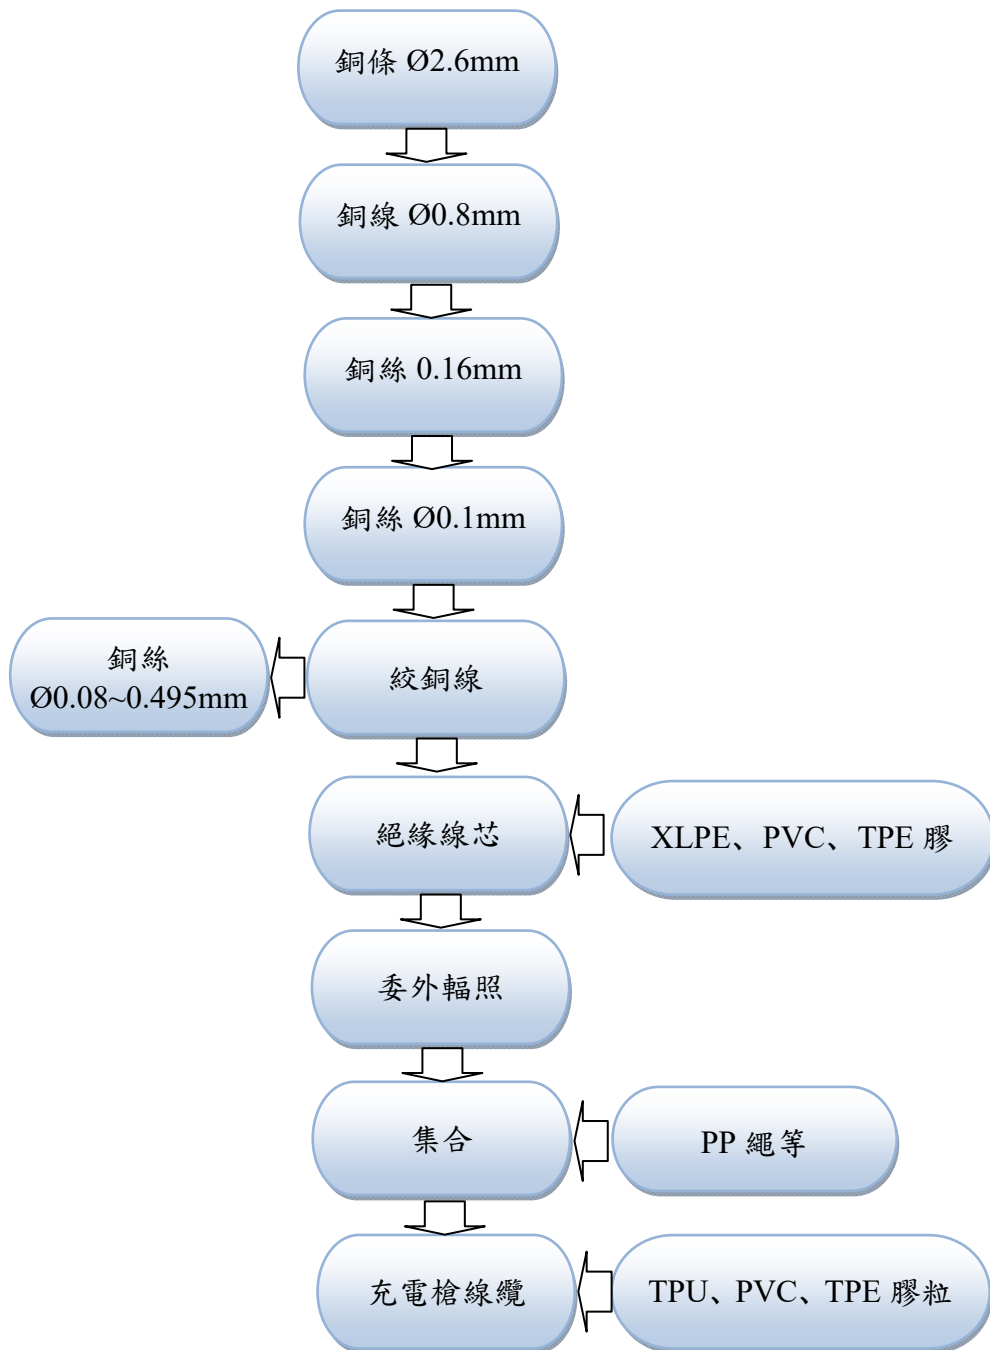 銅條 Ø2.6mm
銅線 Ø0.8mm
銅絲 0.16mm
銅絲 Ø0.1mm
銅絲
Ø0.08~0.495mm
絞銅線
絕緣線芯
XLPE、PVC、TPE 膠
委外輻照
集合
PP 繩等
充電槍線纜
TPU、PVC、TPE 膠粒